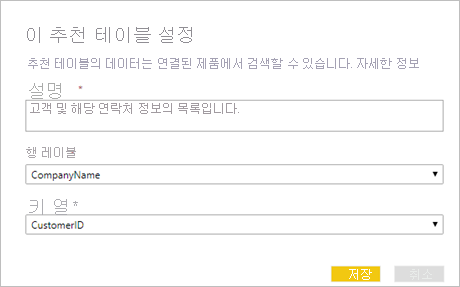 이 추천 테이블 설정
추천 테이블의 데이터는 연결된 제품에서 검색할 수 있습니다. 자세한 정보
설명 *
고객 및 해당 연락처 정보의 목록입니다.
행 레이블
CompanyName
키 열*
CustomerID
저장 취소